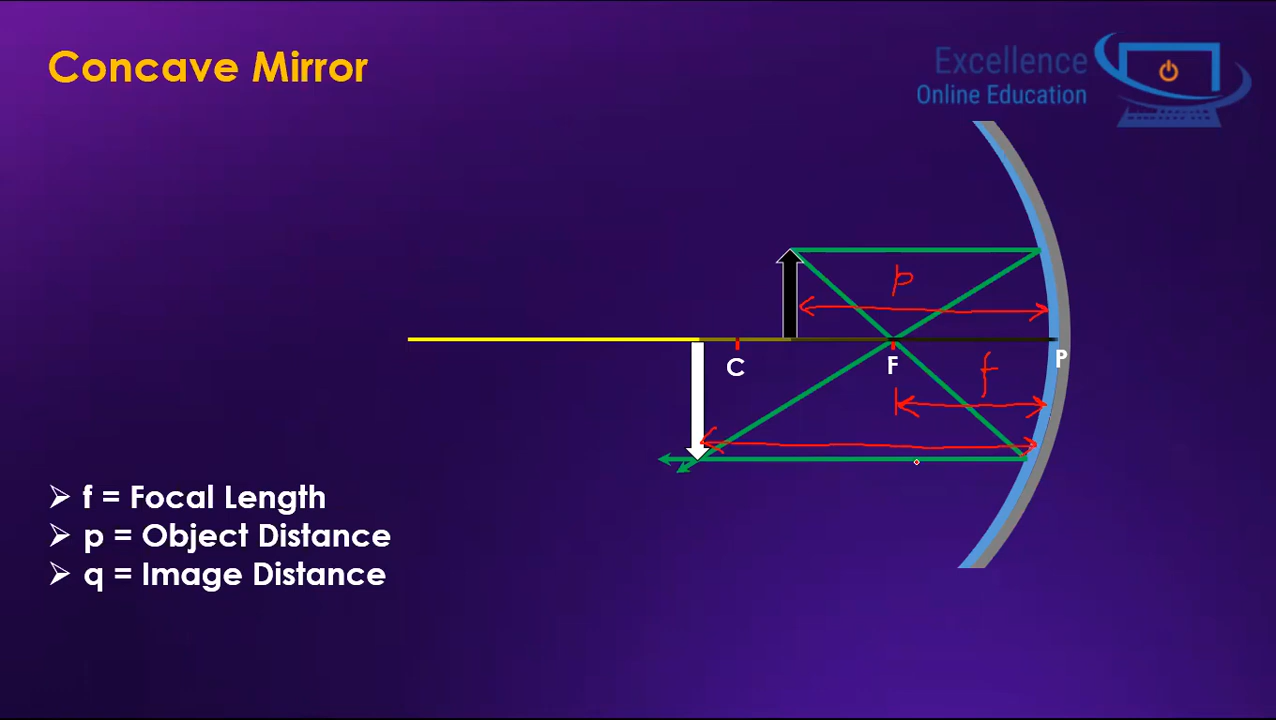 Concave Mirror
Excellence
Online Education
p
C
F
P
f
➢ f = Focal Length
➢ p = Object Distance
➢ q = Image Distance